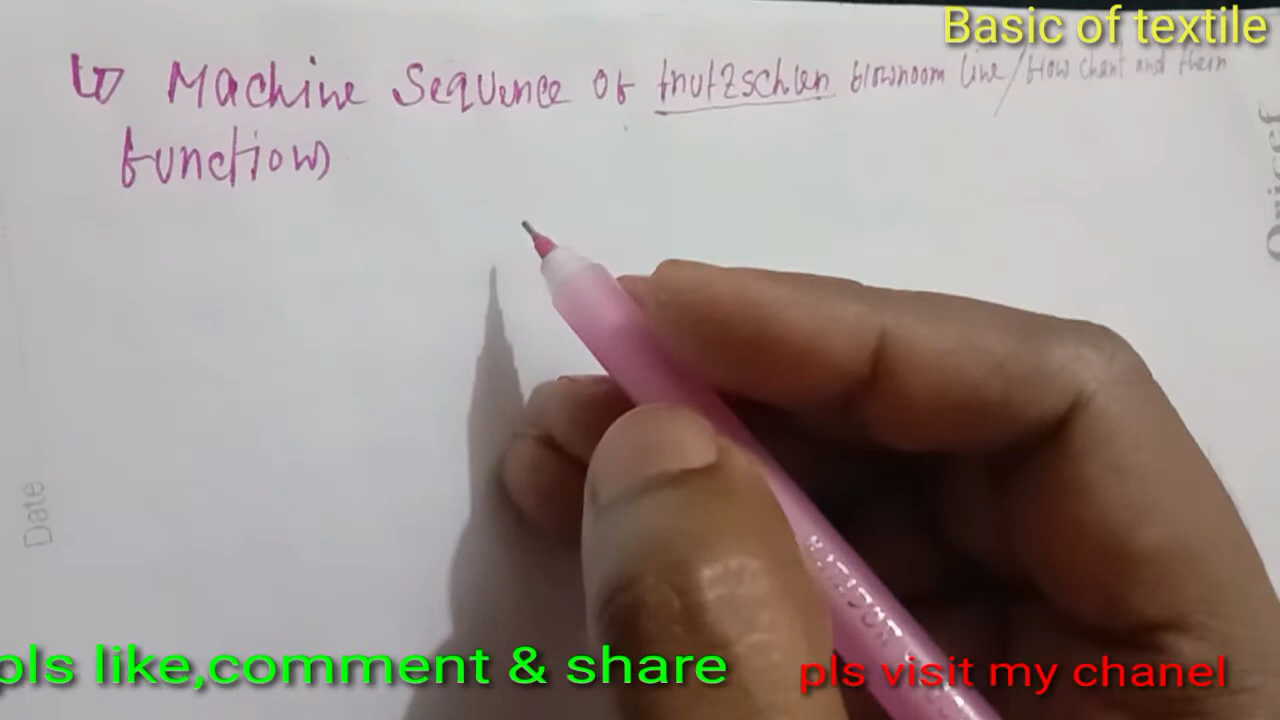 Basic of textile
Machine Sequence of trutzschler blowroom line/flow chart and their
functions
Date
pls like,comment & share
pls visit my chanel